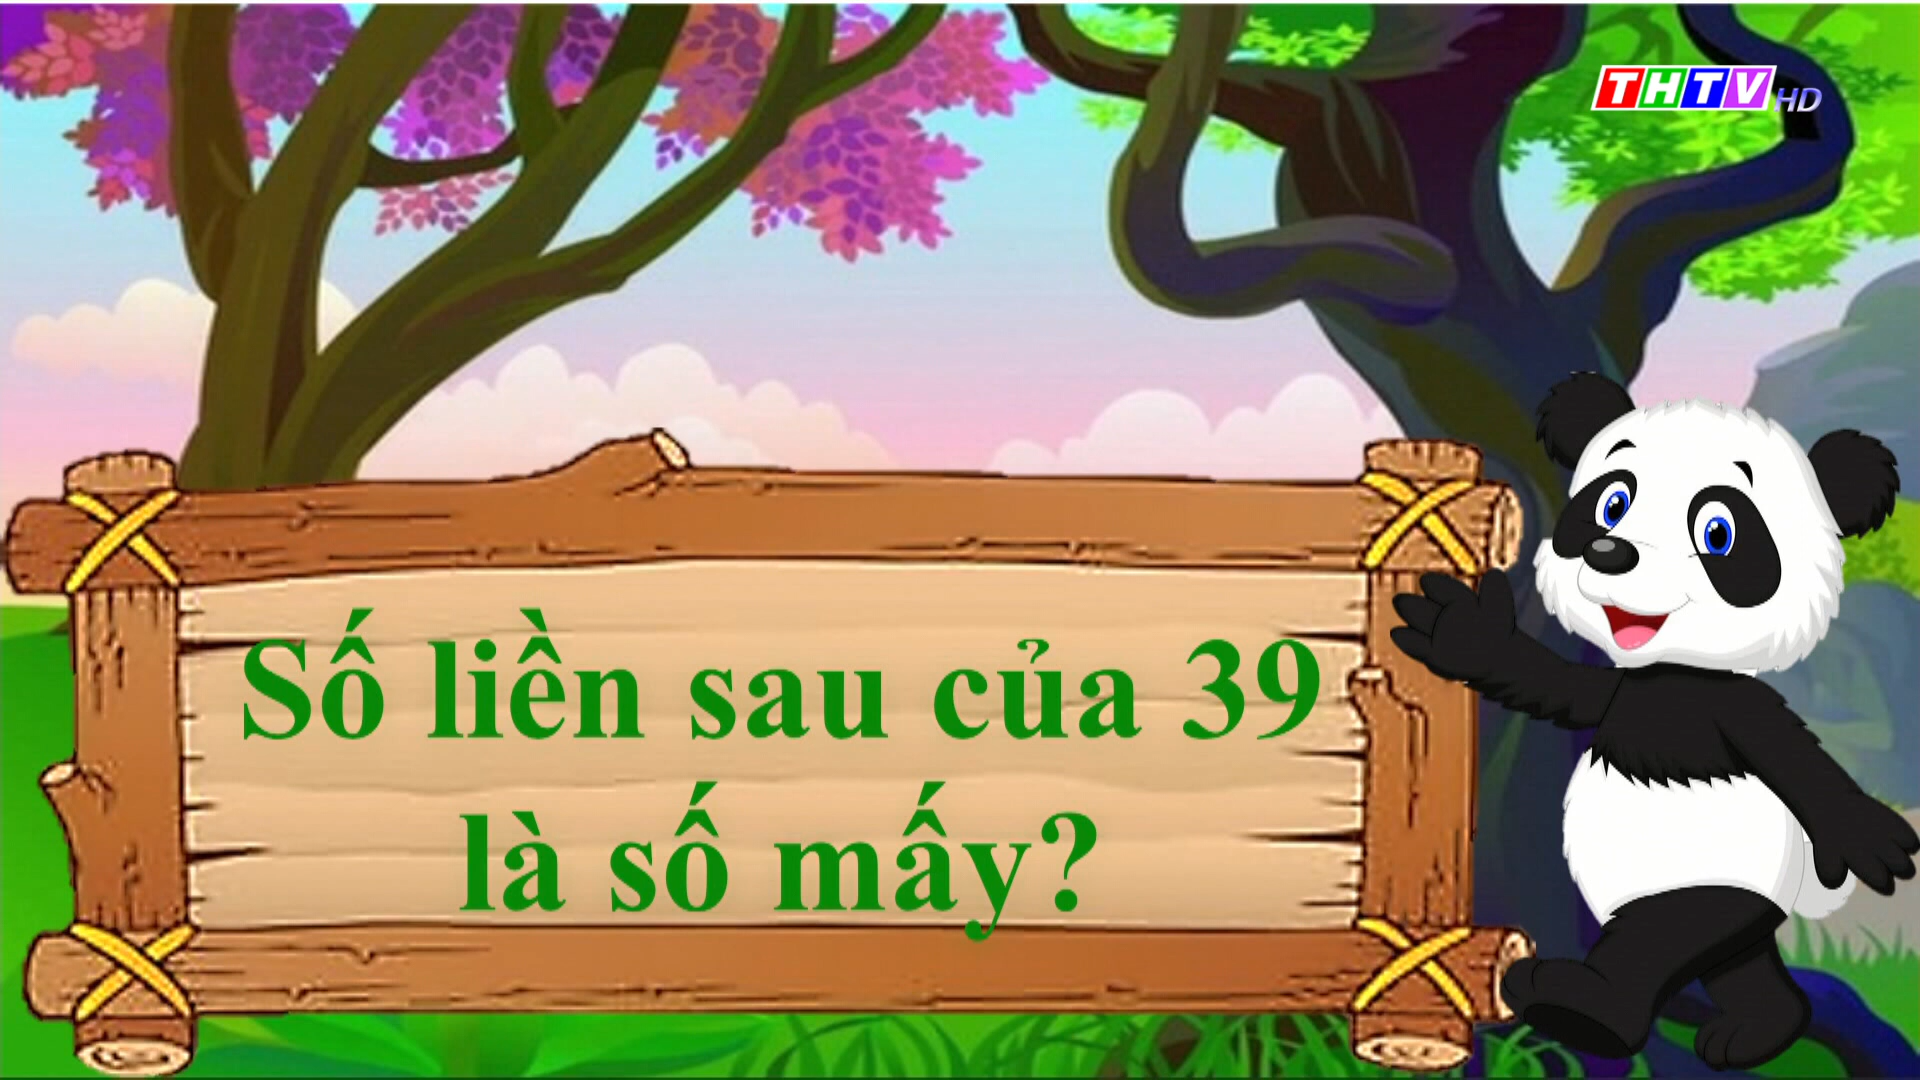 THTV HD
Số liền sau của 39
là số mấy?